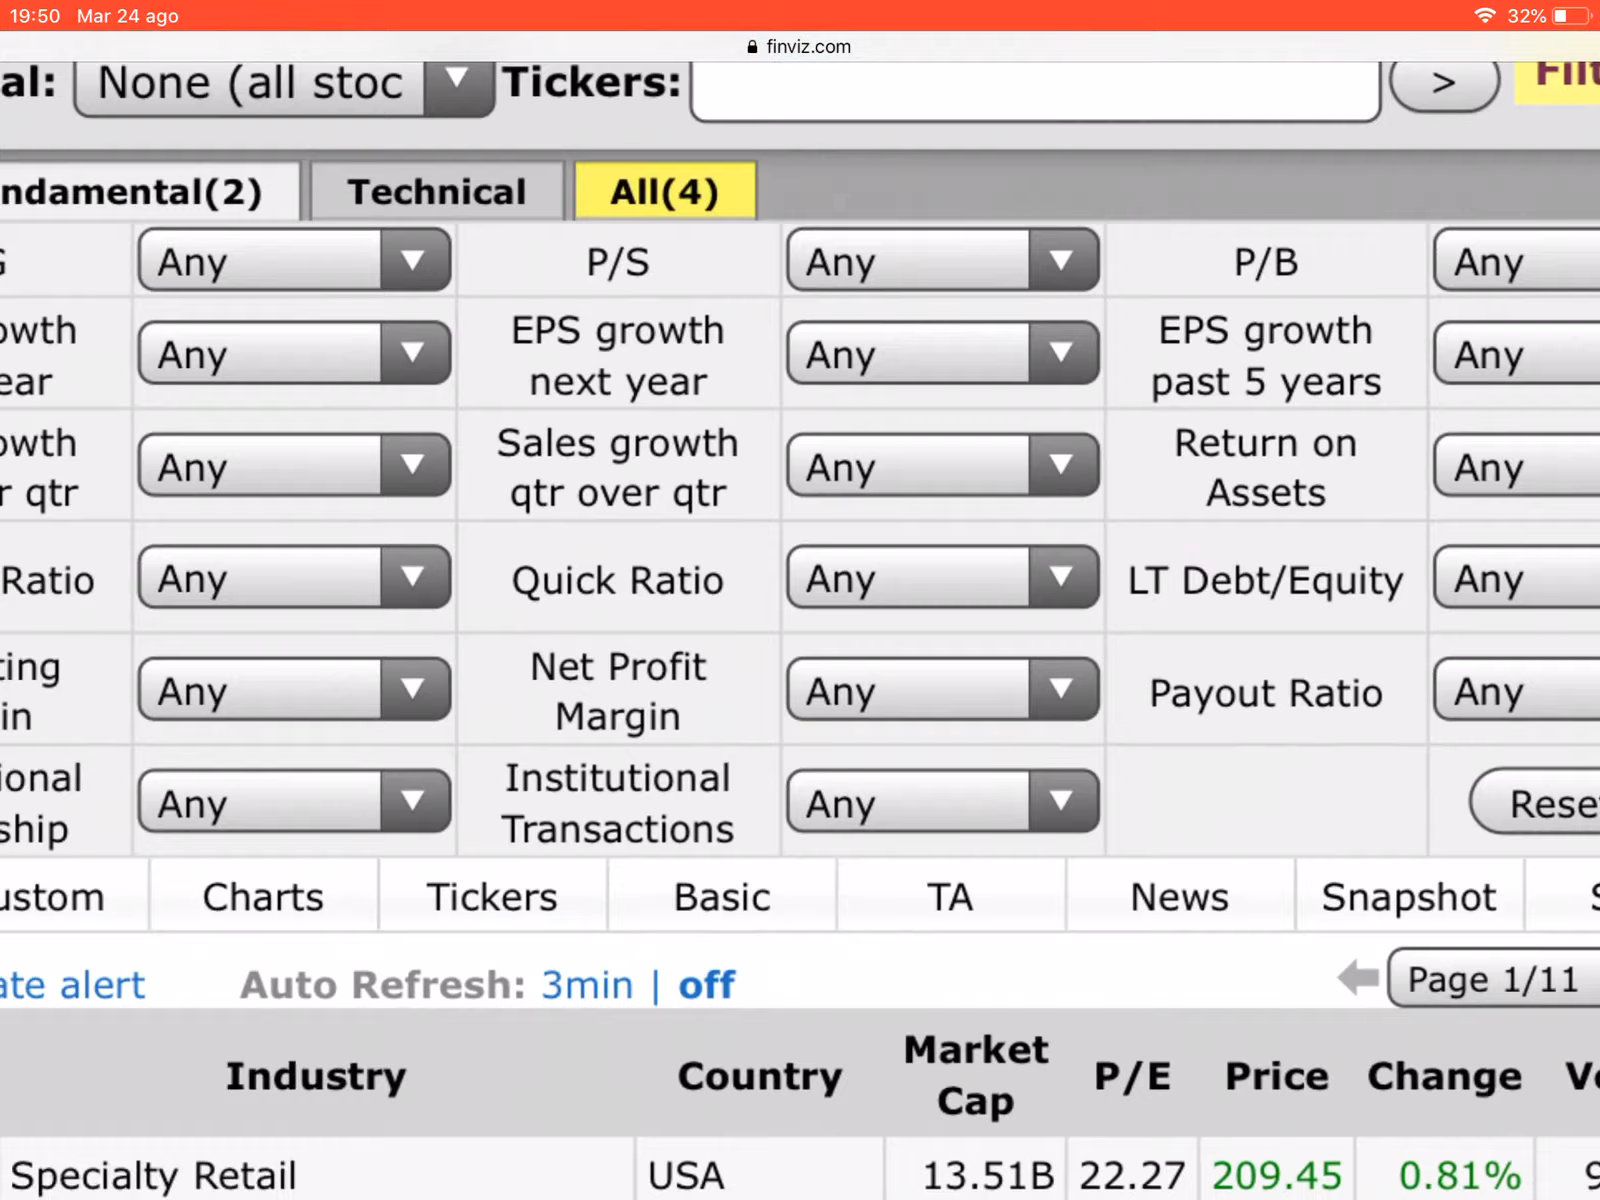 19:50 Mar 24 ago 32%
finviz.com
al: None (all stoc Tickers: >
ndamental(2) Technical All(4)
Any P/S Any P/B Any
owth ear Any EPS growth next year Any EPS growth past 5 years Any
owth r qtr Any Sales growth qtr over qtr Any Return on Assets Any
Ratio Any Quick Ratio Any LT Debt/Equity Any
ting in Any Net Profit Margin Any Payout Ratio Any
ional ship Any Institutional Transactions Any Rese
ustom Charts Tickers Basic TA News Snapshot
ate alert Auto Refresh: 3min | off Page 1/11
Industry Country Market Cap P/E Price Change
Specialty Retail USA 13.51B 22.27 209.45 0.81%